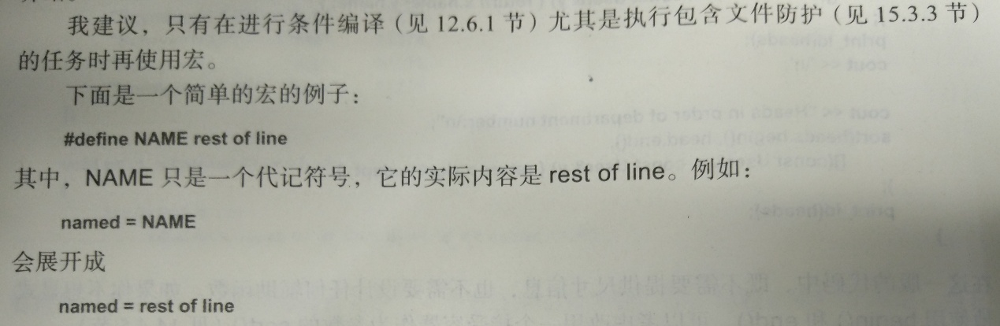 我建议，只有在进行条件编译（见 12.6.1 节）尤其是执行包含文件防护（见 15.3.3 节）
的任务时再使用宏。
下面是一个简单的宏的例子：
#define NAME rest of line
其中，NAME 只是一个代记符号，它的实际内容是 rest of line。例如：
named = NAME
会展开成
named = rest of line